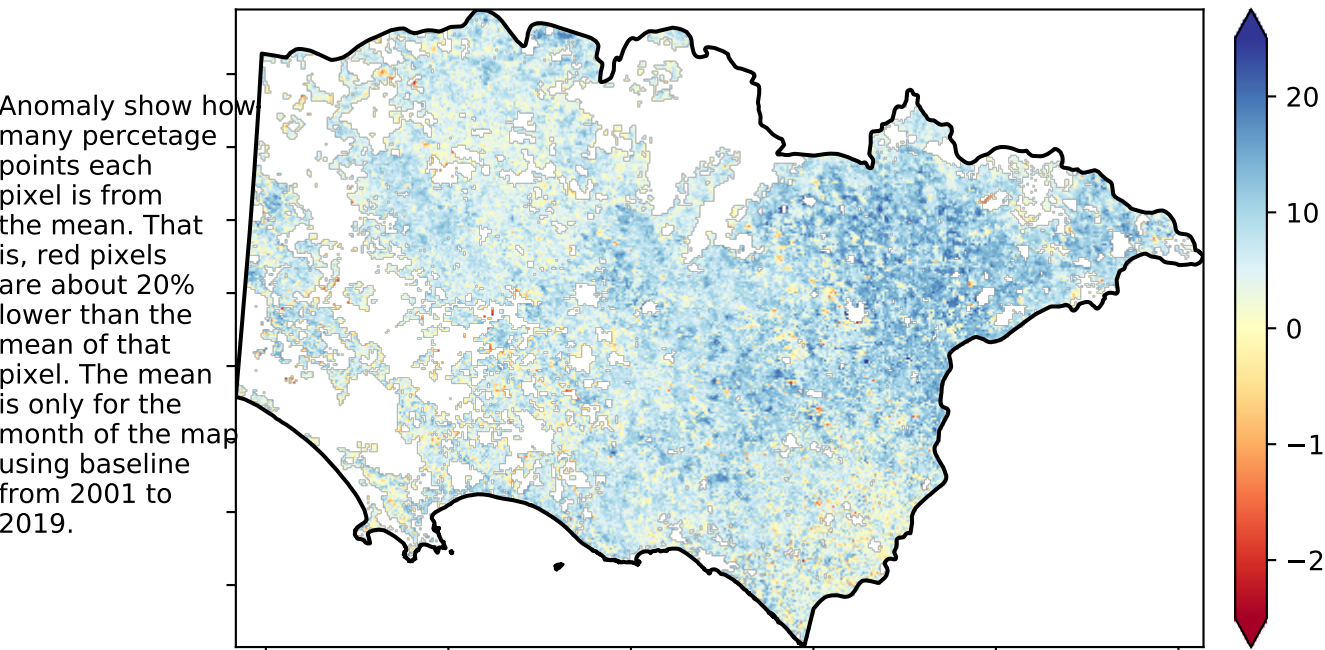 Anomaly show how
many percetage
points each
pixel is from
the mean. That
is, red pixels
are about 20%
lower than the
mean of that
pixel. The mean
is only for the
month of the map
using baseline
from 2001 to
2019.
20
10
0
−1
−2